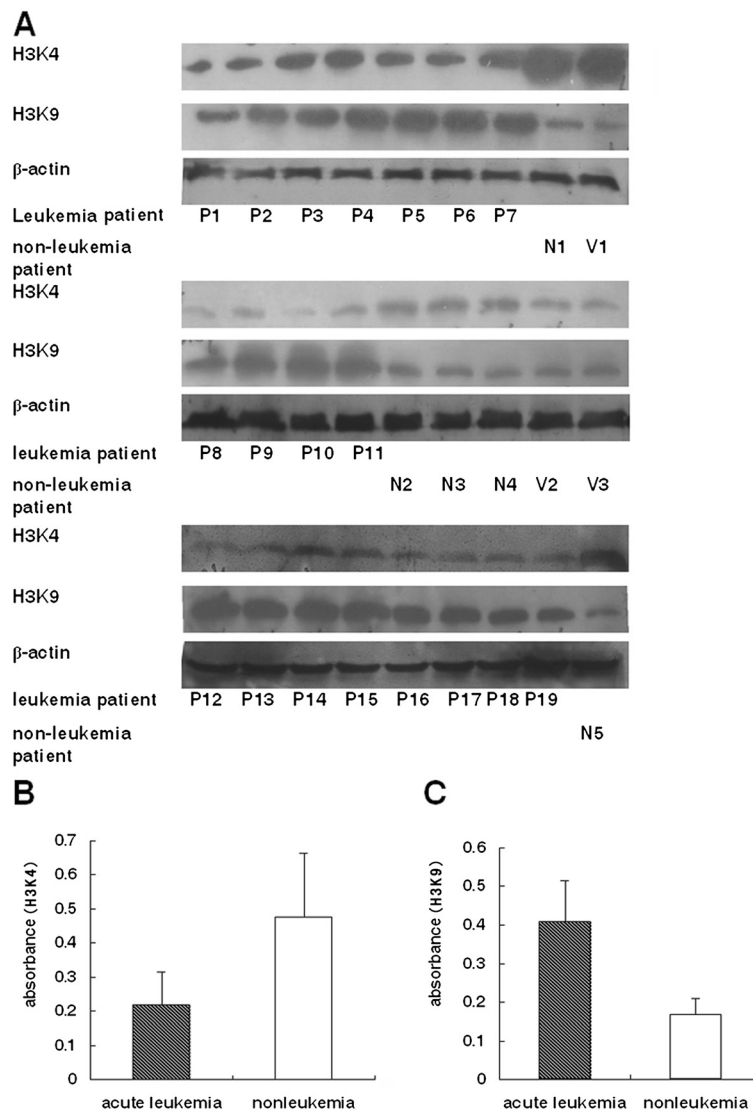 A
H3K4
H3K9
β-actin
Leukemia patient P1 P2 P3 P4 P5 P6 P7
non-leukemia N1 V1
patient
H3K4
H3K9
β-actin
leukemia patient P8 P9 P10 P11
non-leukemia N2 N3 N4 V2 V3
patient
H3K4
H3K9
β-actin
leukemia patient P12 P13 P14 P15 P16 P17 P18 P19
non-leukemia N5
patient
B
absorbance (H3K4)
0.7
0.6
0.5
0.4
0.3
0.2
0.1
0
acute leukemia nonleukemia
C
absorbance (H3K9)
0.6
0.5
0.4
0.3
0.2
0.1
0
acute leukemia nonleukemia